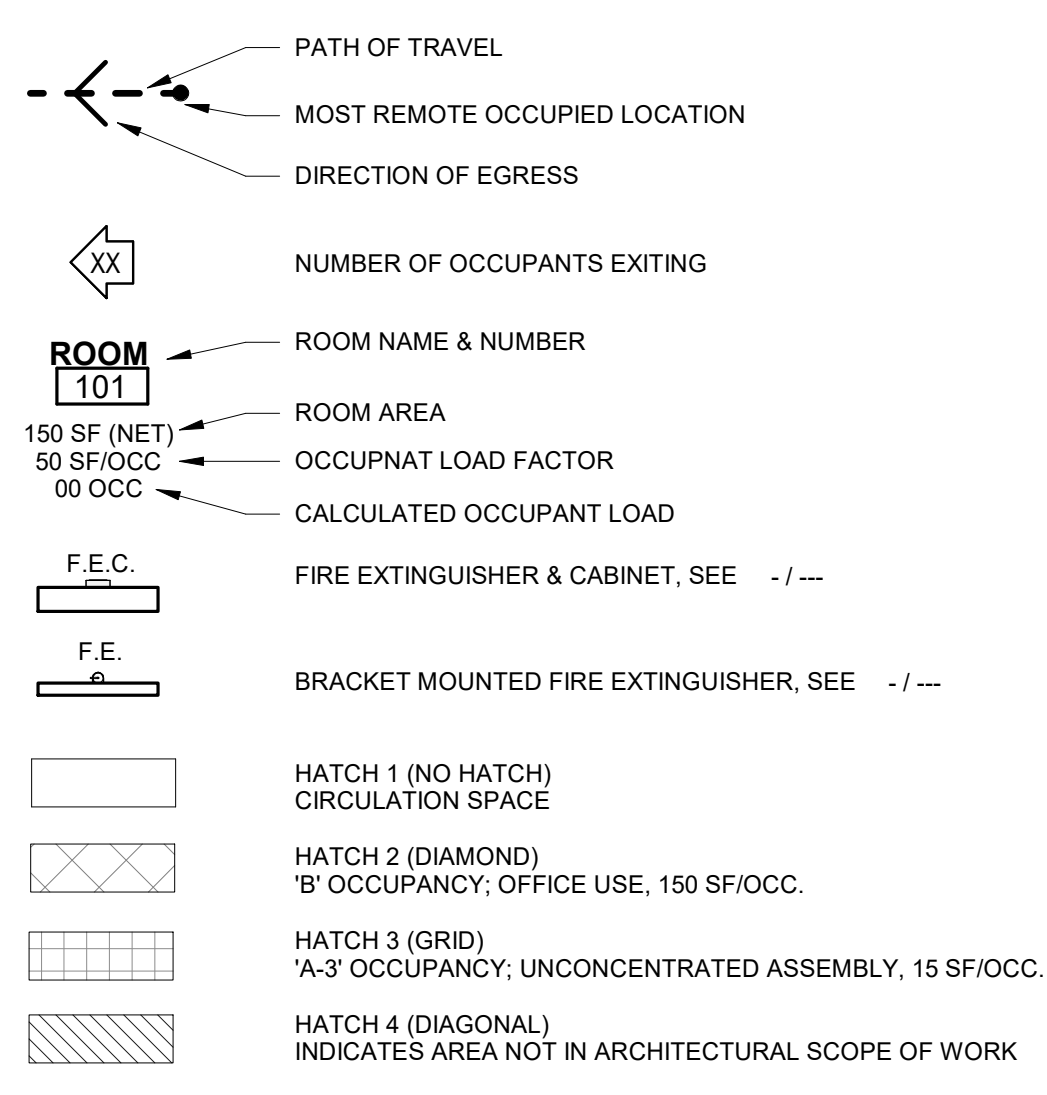 PATH OF TRAVEL
MOST REMOTE OCCUPIED LOCATION
DIRECTION OF EGRESS
XX
NUMBER OF OCCUPANTS EXITING
ROOM
101
ROOM NAME & NUMBER
150 SF (NET)
ROOM AREA
50 SF/OCC
OCCUPNAT LOAD FACTOR
00 OCC
CALCULATED OCCUPANT LOAD
F.E.C.
FIRE EXTINGUISHER & CABINET, SEE - / ---
F.E.
BRACKET MOUNTED FIRE EXTINGUISHER, SEE - / ---
HATCH 1 (NO HATCH)
CIRCULATION SPACE
HATCH 2 (DIAMOND)
'B' OCCUPANCY; OFFICE USE, 150 SF/OCC.
HATCH 3 (GRID)
'A-3' OCCUPANCY; UNCONCENTRATED ASSEMBLY, 15 SF/OCC.
HATCH 4 (DIAGONAL)
INDICATES AREA NOT IN ARCHITECTURAL SCOPE OF WORK